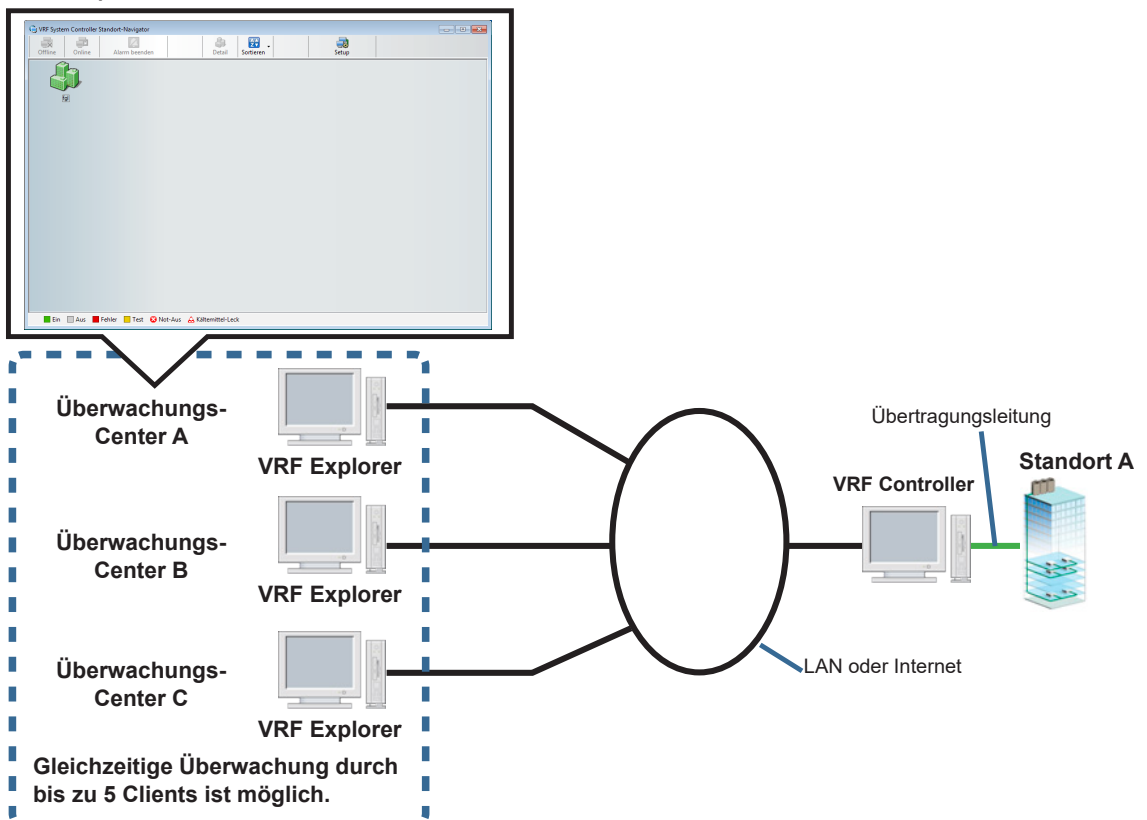 VRF System Controller Standort-Navigator
Offline Online Alarm beenden Detail Sortieren Setup
fgl
Ein Aus Fehler Test Not-Aus Kältemittel-Leck
Überwachungs-
Center A
VRF Explorer
Überwachungs-
Center B
VRF Explorer
Überwachungs-
Center C
VRF Explorer
Gleichzeitige Überwachung durch
bis zu 5 Clients ist möglich.
Übertragungsleitung
Standort A
VRF Controller
LAN oder Internet